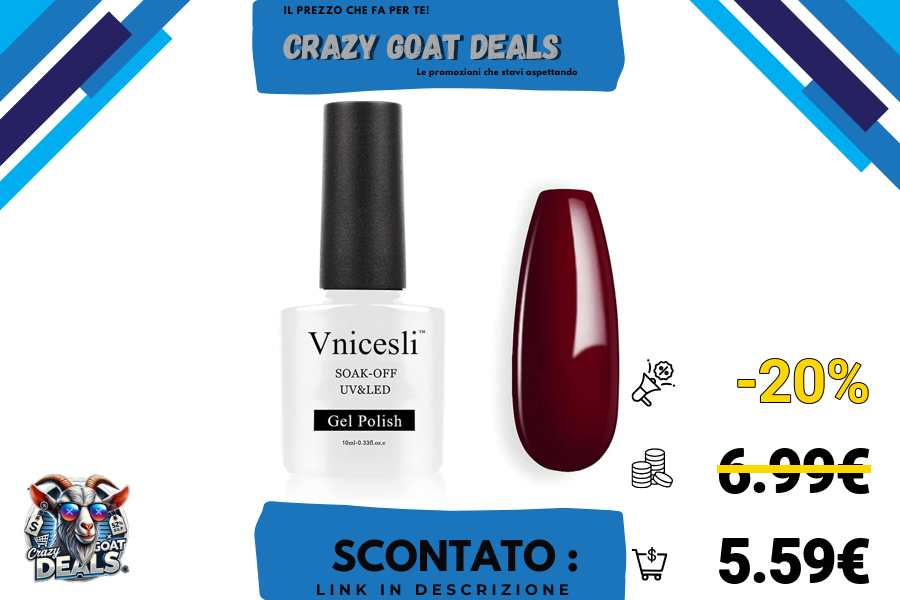 IL PREZZO CHE FA PER TE!
CRAZY GOAT DEALS
Le promozioni che stavi aspettando
Vnicesli™
SOAK-OFF
UV&LED
Gel Polish
10ml-0.33fl.oz.e
-20%
6.99€
5.59€
SCONTATO :
LINK IN DESCRIZIONE
$
Crazy
GOAT
DEALS